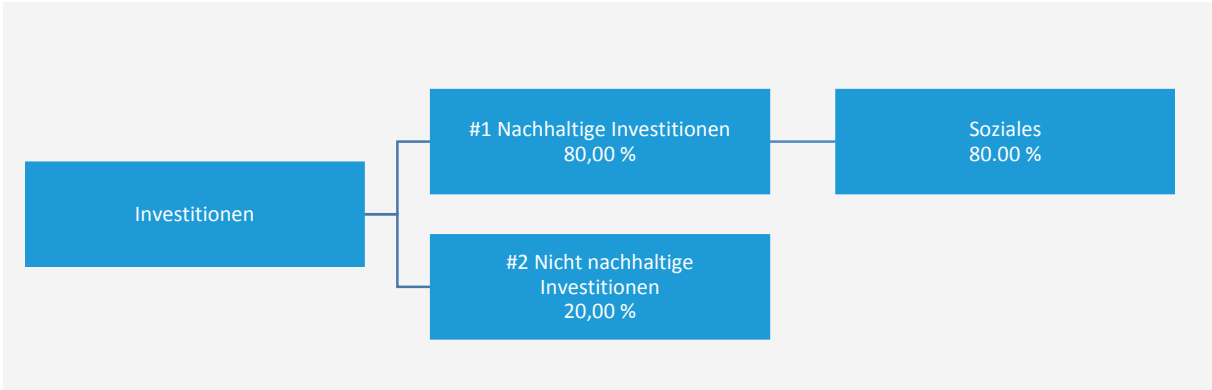 Investitionen
#1 Nachhaltige Investitionen
80,00 %
Soziales
80.00 %
#2 Nicht nachhaltige
Investitionen
20,00 %